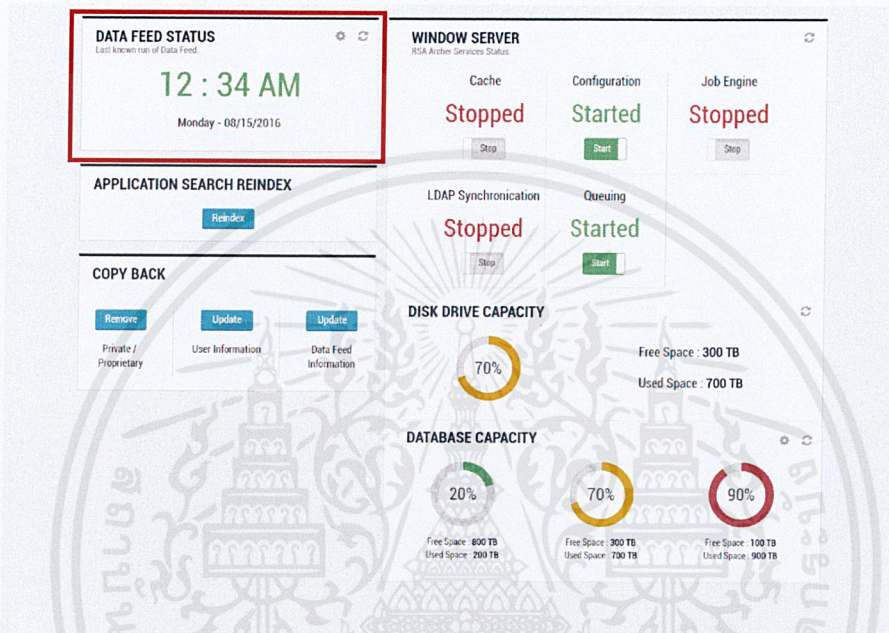 DATA FEED STATUS
Last known run of Data Feed.
12 : 34 AM
Monday - 08/15/2016
APPLICATION SEARCH REINDEX
Reindex
COPY BACK
Remove
Update
Update
Private /
Proprietary
User Information
Data Feed
Information
WINDOW SERVER
RSA Archer Services Status.
Cache
Configuration
Job Engine
Stopped
Started
Stopped
Stop
Start
Stop
LDAP Synchronication
Queuing
Stopped
Started
Stop
Start
DISK DRIVE CAPACITY
70%
Free Space : 300 TB
Used Space : 700 TB
DATABASE CAPACITY
20%
70%
90%
Free Space : 800 TB
Used Space : 200 TB
Free Space : 300 TB
Used Space : 700 TB
Free Space : 100 TB
Used Space : 900 TB